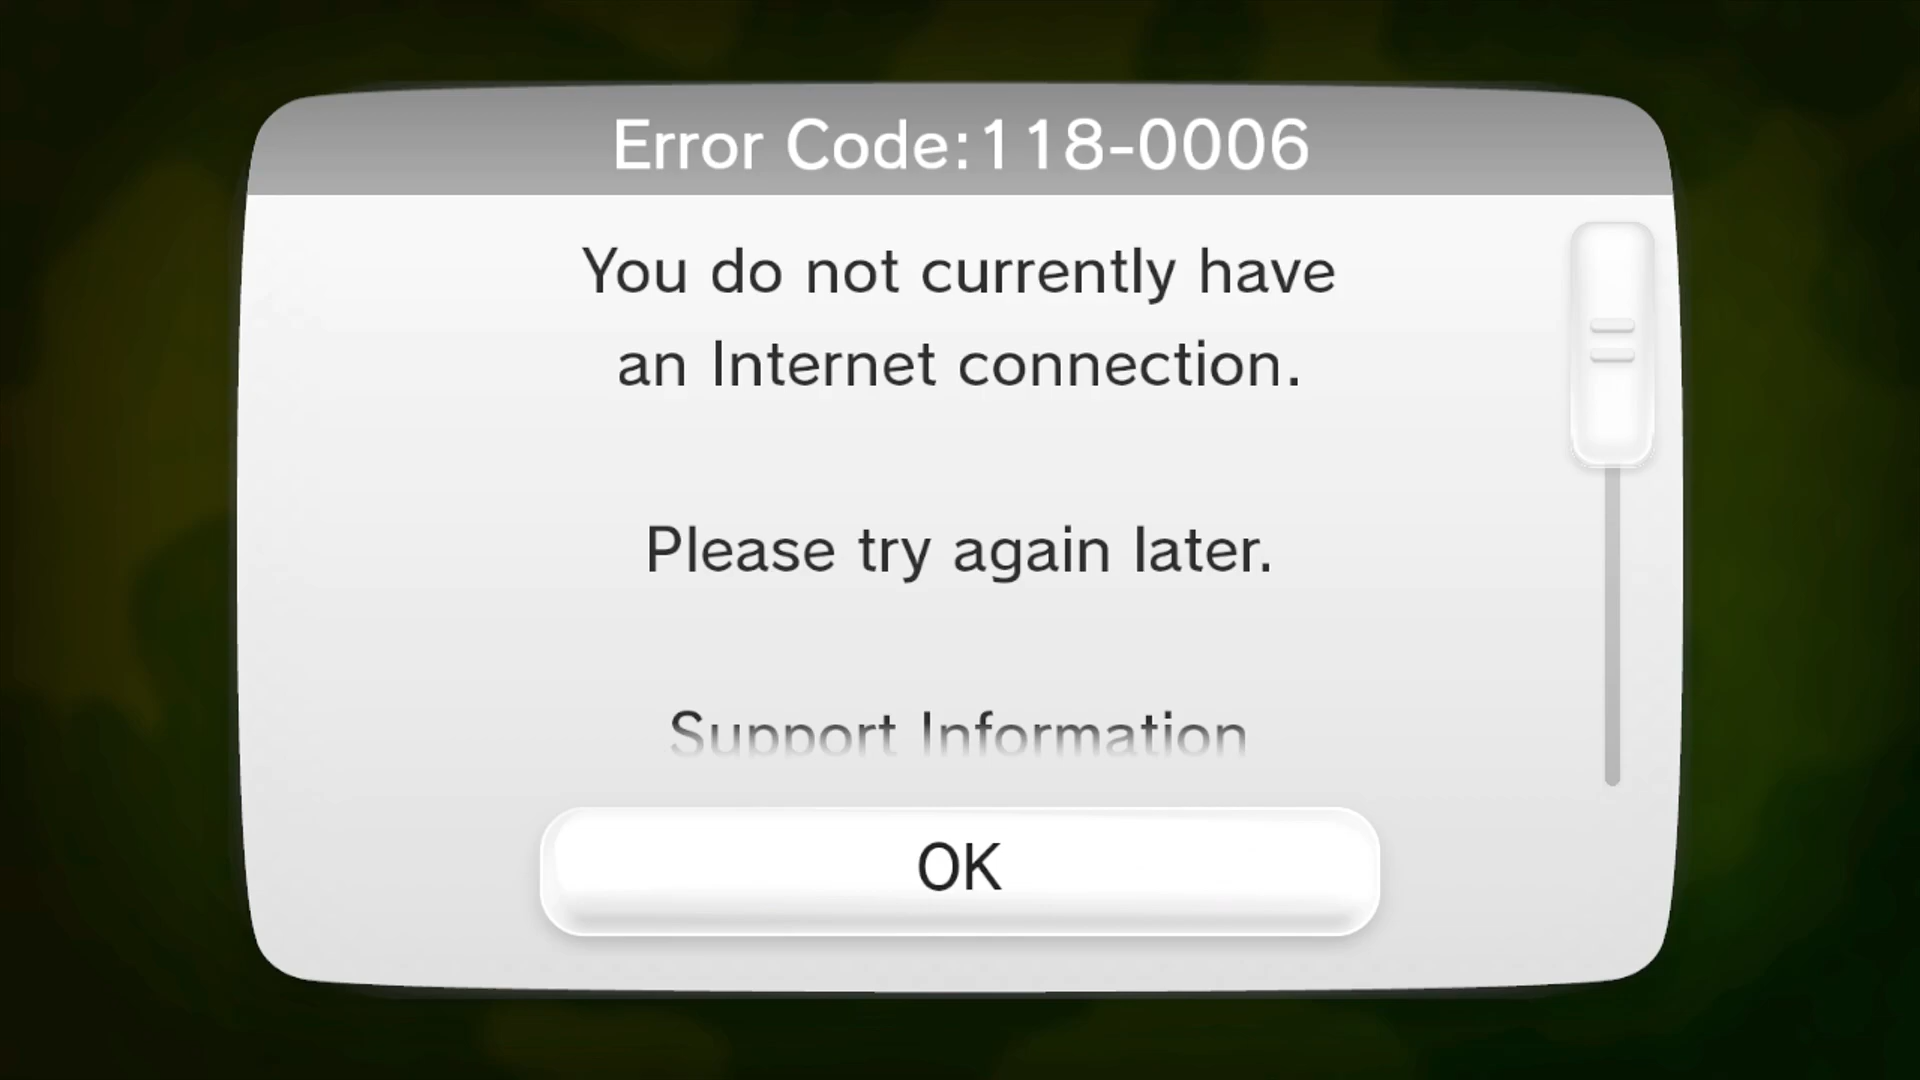 Error Code:118-0006
You do not currently have
an Internet connection.
Please try again later.
Support Information
OK